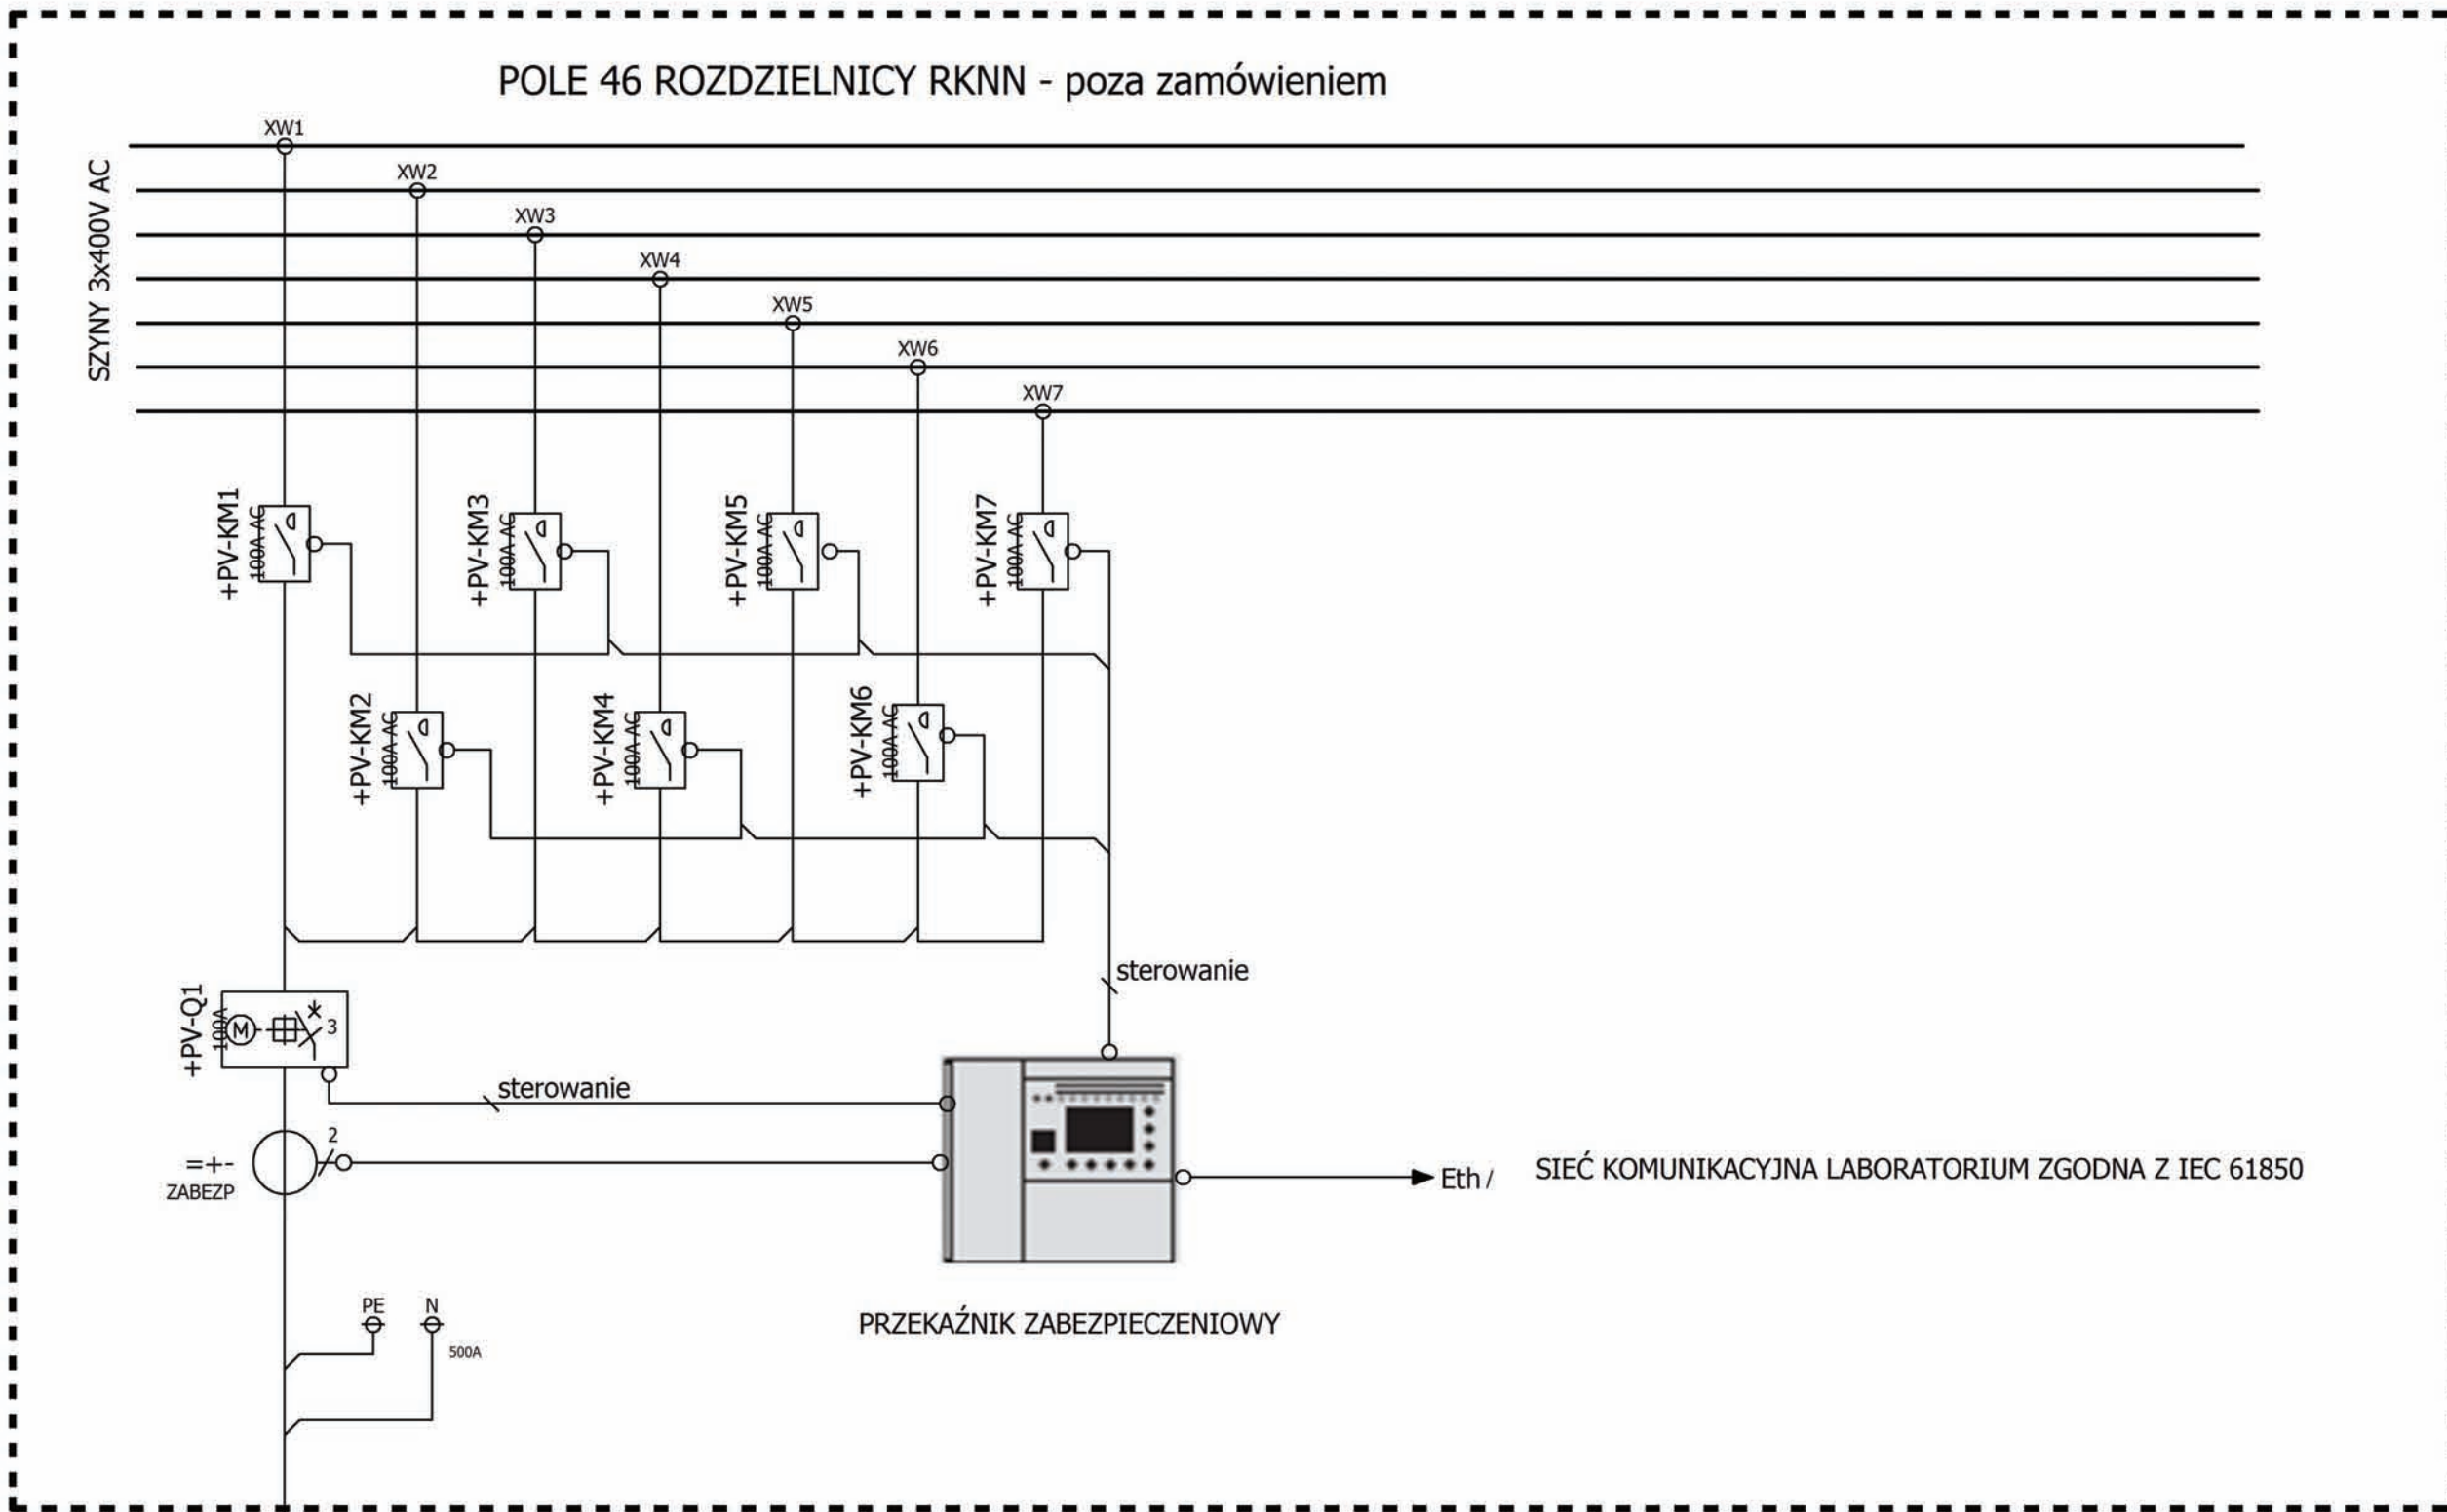 POLE 46 ROZDZIELNICY RKNN - poza zamówieniem
SZYNY 3x400V AC
XW1
XW2
XW3
XW4
XW5
XW6
XW7
+PV-KM1
100A AC
+PV-KM3
100A AC
+PV-KM5
100A AC
+PV-KM7
100A AC
+PV-KM2
100A AC
+PV-KM4
100A AC
+PV-KM6
100A AC
sterowanie
+PV-Q1
100A
M
3
sterowanie
2
=+-
ZABEZP
Eth /
SIEĆ KOMUNIKACYJNA LABORATORIUM ZGODNA Z IEC 61850
PE
N
500A
PRZEKAŹNIK ZABEZPIECZENIOWY